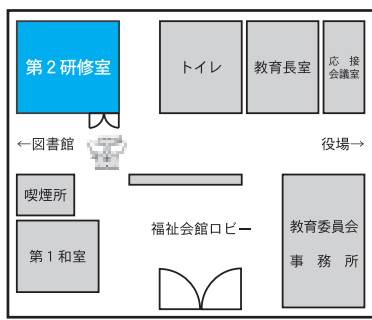 第2研修室
トイレ
教育長室
応 接
会議室
←図書館
役場→
喫煙所
福祉会館ロビー
教育委員会
事 務 所
第1和室